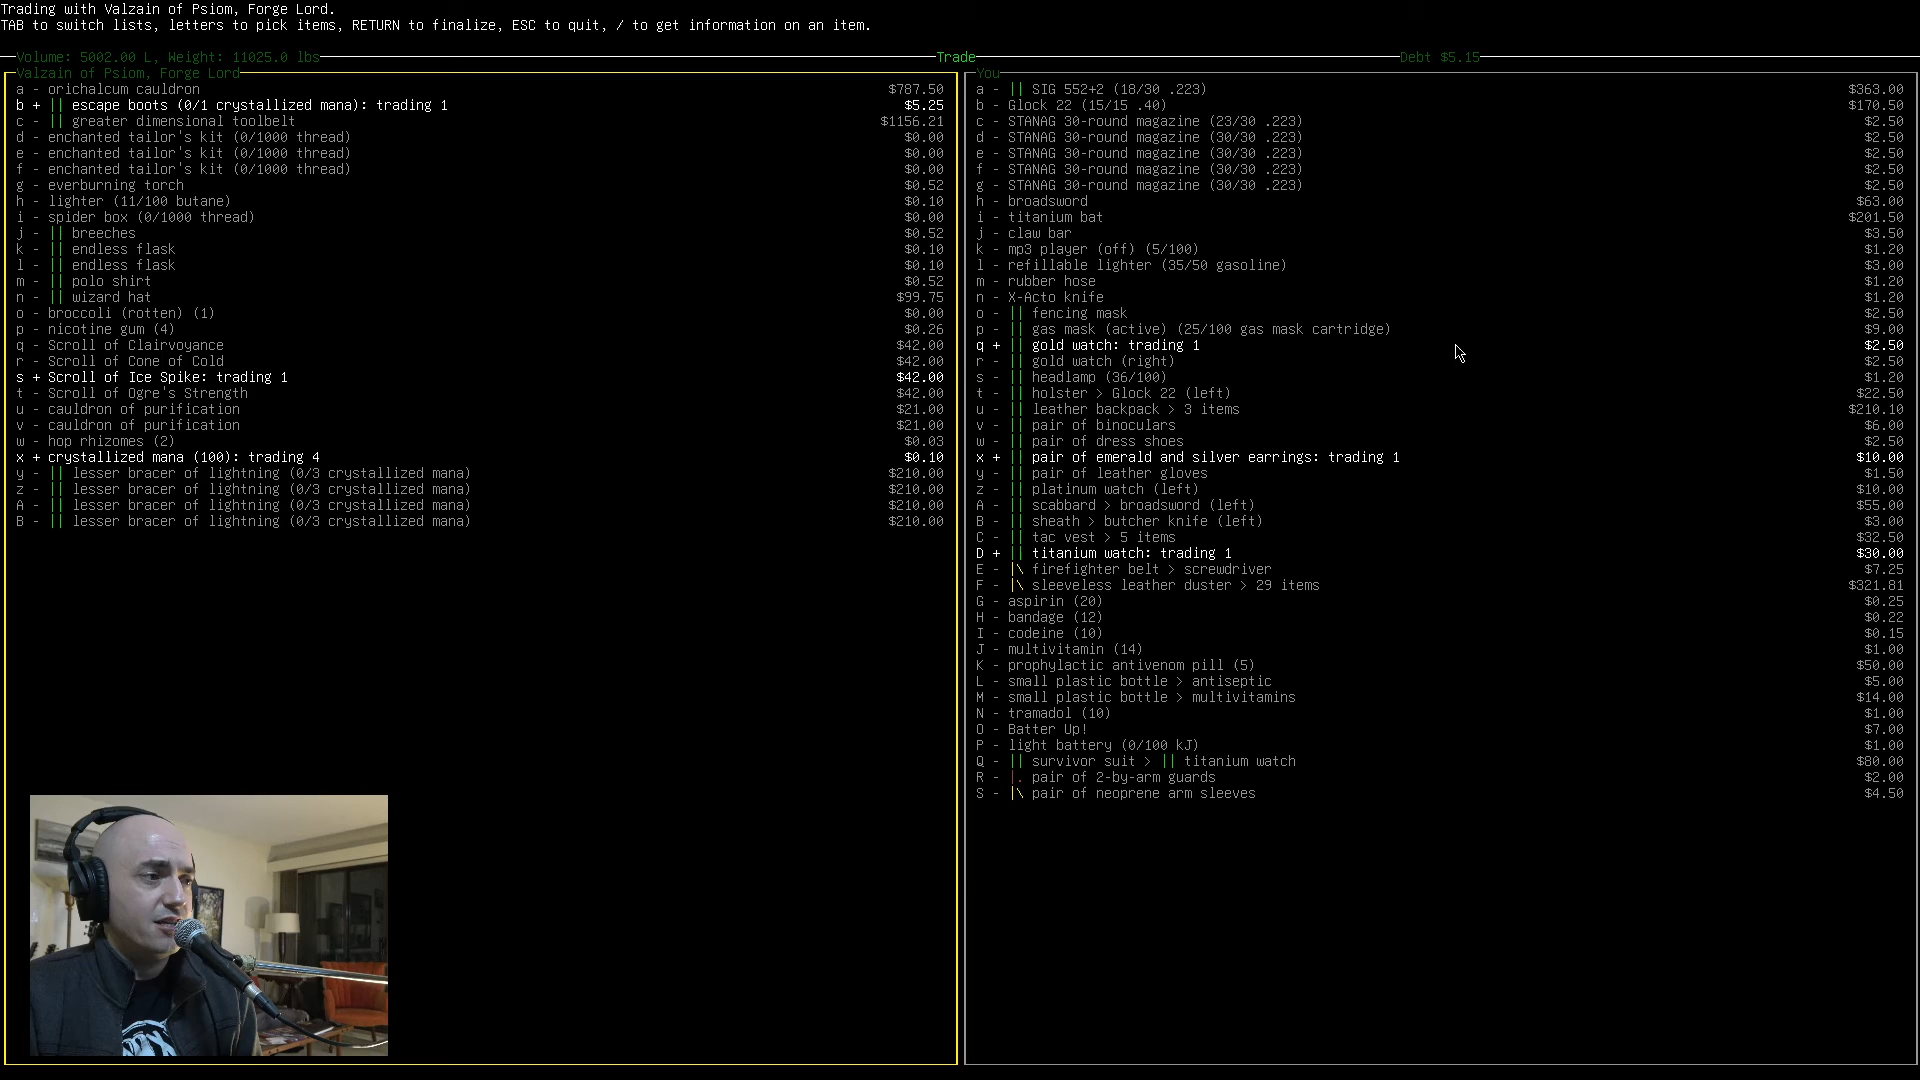 Trading with Valzain of Psiom, Forge Lord.
TAB to switch lists, letters to pick items, RETURN to finalize, ESC to quit, / to get information on an item.
Volume: 5002.00 L, Weight: 11025.0 lbs
Trade
Debt $5.15
Valzain of Psiom, Forge Lord
a - orichalcum cauldron $787.50
b + || escape boots (0/1 crystallized mana): trading 1 $5.25
c - || greater dimensional toolbelt $1156.21
d - enchanted tailor's kit (0/1000 thread) $0.00
e - enchanted tailor's kit (0/1000 thread) $0.00
f - enchanted tailor's kit (0/1000 thread) $0.00
g - everburning torch $0.52
h - lighter (11/100 butane) $0.10
i - spider box (0/1000 thread) $0.00
j - || breeches $0.52
k - || endless flask $0.10
l - || endless flask $0.10
m - || polo shirt $0.52
n - || wizard hat $99.75
o - broccoli (rotten) (1) $0.00
p - nicotine gum (4) $0.26
q - Scroll of Clairvoyance $42.00
r - Scroll of Cone of Cold $42.00
s + Scroll of Ice Spike: trading 1 $42.00
t - Scroll of Ogre's Strength $42.00
u - cauldron of purification $21.00
v - cauldron of purification $21.00
w - hop rhizomes (2) $0.03
x + crystallized mana (100): trading 4 $0.10
y - || lesser bracer of lightning (0/3 crystallized mana) $210.00
z - || lesser bracer of lightning (0/3 crystallized mana) $210.00
A - || lesser bracer of lightning (0/3 crystallized mana) $210.00
B - || lesser bracer of lightning (0/3 crystallized mana) $210.00
You
a - || SIG 552+2 (18/30 .223) $363.00
b - Glock 22 (15/15 .40) $170.50
c - STANAG 30-round magazine (23/30 .223) $2.50
d - STANAG 30-round magazine (30/30 .223) $2.50
e - STANAG 30-round magazine (30/30 .223) $2.50
f - STANAG 30-round magazine (30/30 .223) $2.50
g - STANAG 30-round magazine (30/30 .223) $2.50
h - broadsword $63.00
i - titanium bat $201.50
j - claw bar $3.50
k - mp3 player (off) (5/100) $1.20
l - refillable lighter (35/50 gasoline) $3.00
m - rubber hose $1.20
n - X-Acto knife $1.20
o - || fencing mask $2.50
p - || gas mask (active) (25/100 gas mask cartridge) $9.00
q + || gold watch: trading 1 $2.50
r - || gold watch (right) $2.50
s - || headlamp (36/100) $1.20
t - || holster > Glock 22 (left) $22.50
u - || leather backpack > 3 items $210.10
v - || pair of binoculars $6.00
w - || pair of dress shoes $2.50
x + || pair of emerald and silver earrings: trading 1 $10.00
y - || pair of leather gloves $1.50
z - || platinum watch (left) $10.00
A - || scabbard > broadsword (left) $55.00
B - || sheath > butcher knife (left) $3.00
C - || tac vest > 5 items $32.50
D + || titanium watch: trading 1 $30.00
E - |\ firefighter belt > screwdriver $7.25
F - |\ sleeveless leather duster > 29 items $321.81
G - aspirin (20) $0.25
H - bandage (12) $0.22
I - codeine (10) $0.15
J - multivitamin (14) $1.00
K - prophylactic antivenom pill (5) $50.00
L - small plastic bottle > antiseptic $5.00
M - small plastic bottle > multivitamins $14.00
N - tramadol (10) $1.00
O - Batter Up! $7.00
P - light battery (0/100 kJ) $1.00
Q - || survivor suit > || titanium watch $80.00
R - |. pair of 2-by-arm guards $2.00
S - |\ pair of neoprene arm sleeves $4.50